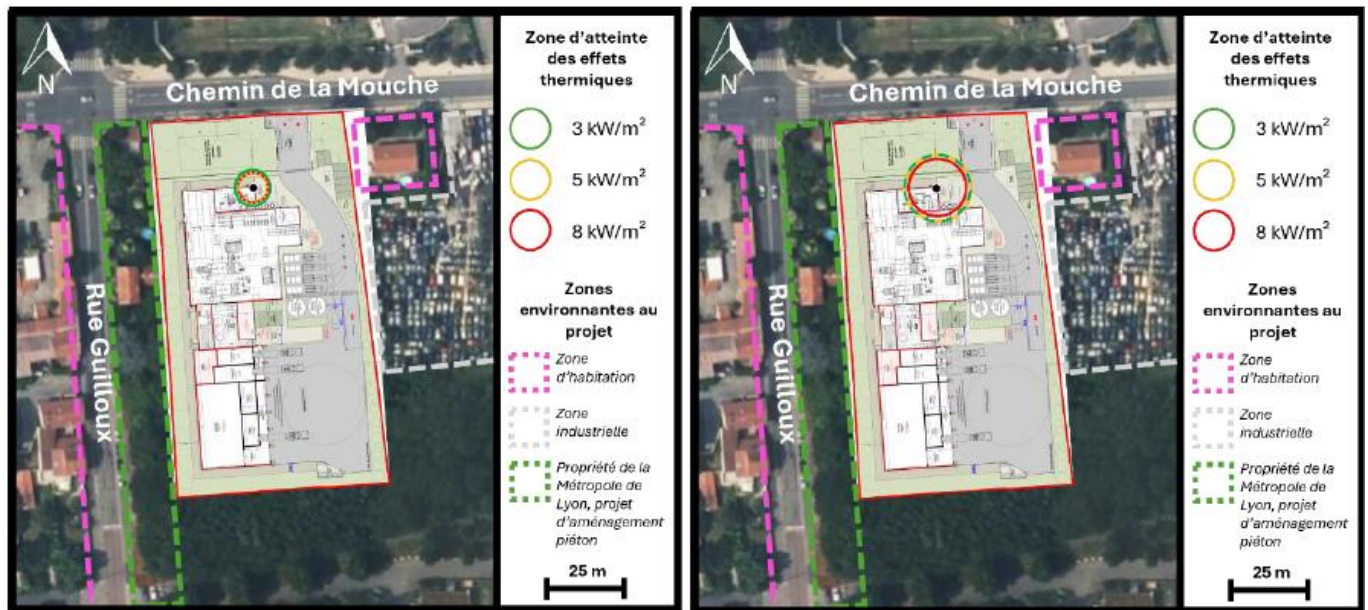 N
Chemin de la Mouche
Rue Guilloux
Zone d'atteinte
des effets
thermiques
3 kW/m²
5 kW/m²
8 kW/m²
Zones
environnantes au
projet
Zone
d'habitation
Zone
industrielle
Propriété de la
Métropole de
Lyon, projet
d'aménagement
piéton
25 m
N
Chemin de la Mouche
Rue Guilloux
Zone d'atteinte
des effets
thermiques
3 kW/m²
5 kW/m²
8 kW/m²
Zones
environnantes au
projet
Zone
d'habitation
Zone
industrielle
Propriété de la
Métropole de
Lyon, projet
d'aménagement
piéton
25 m